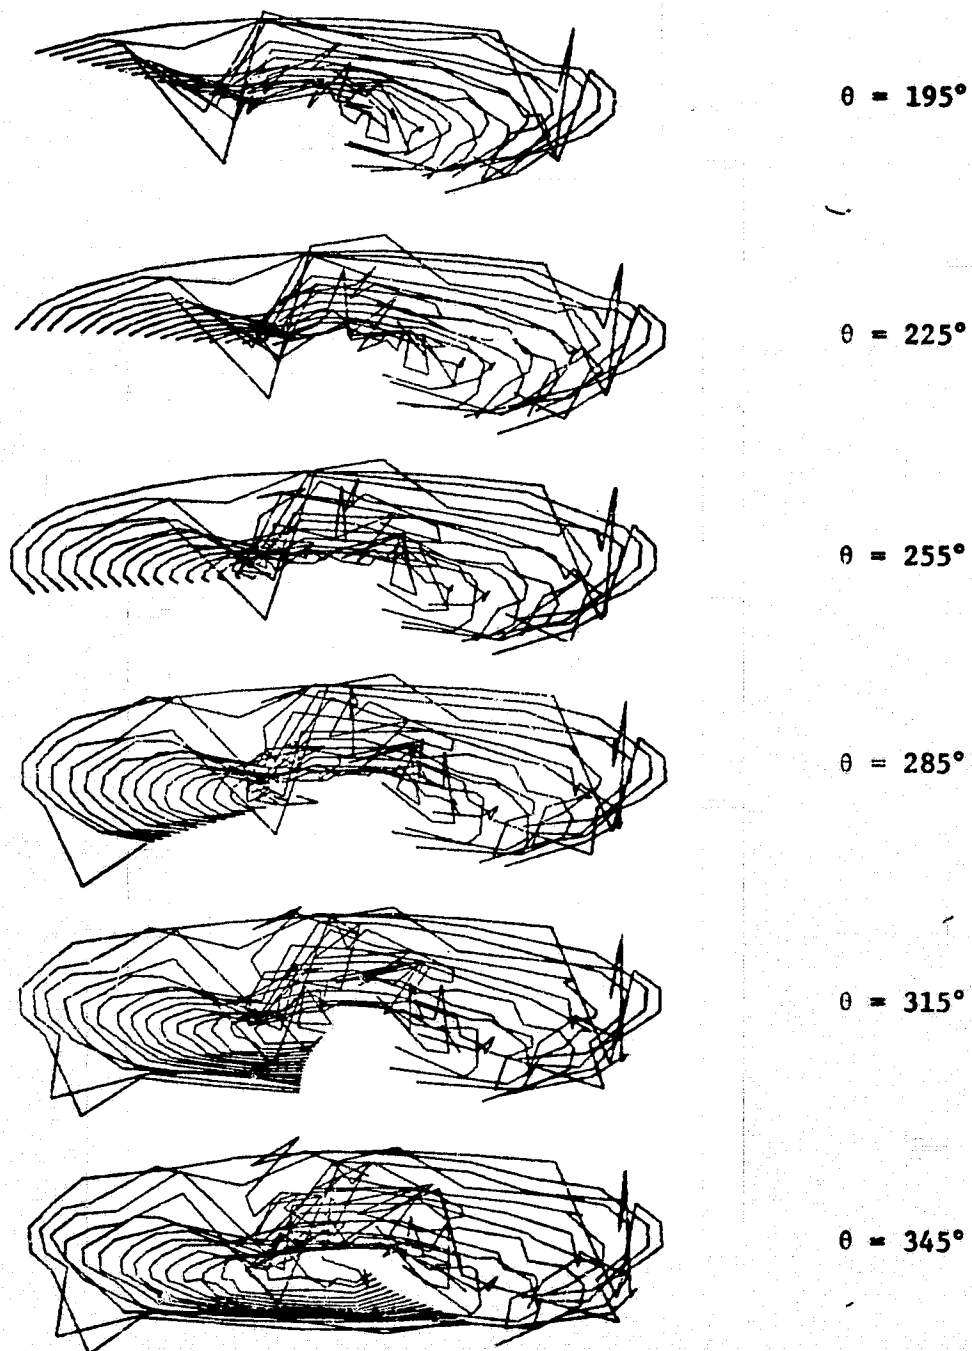 θ = 195°
θ = 225°
θ = 255°
θ = 285°
θ = 315°
θ = 345°